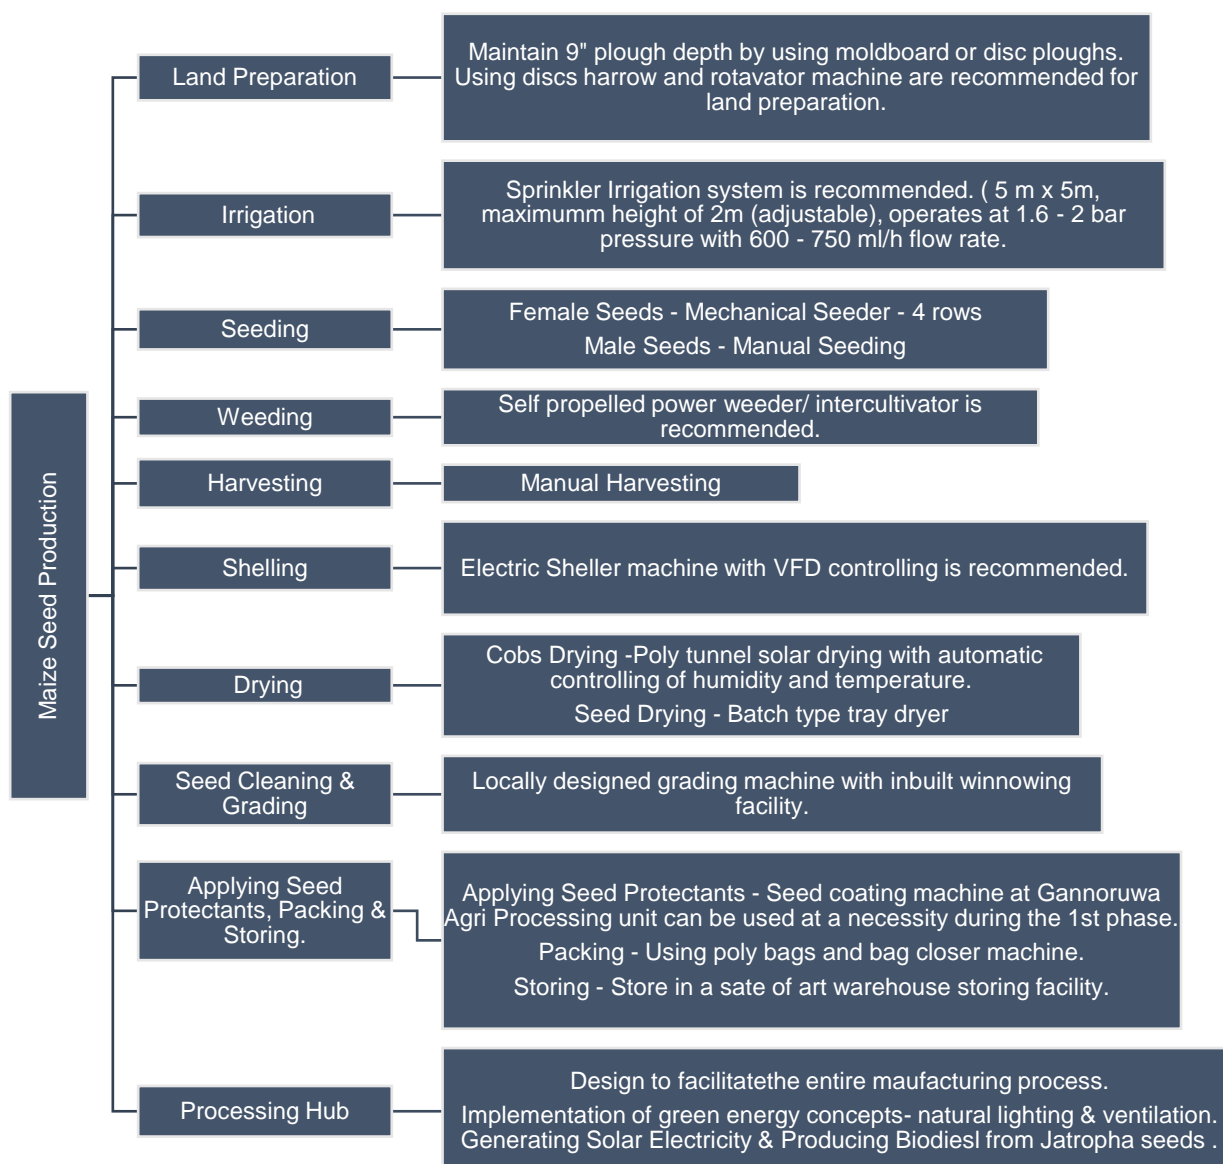 Maize Seed Production
Land Preparation
Maintain 9" plough depth by using moldboard or disc ploughs.
Using discs harrow and rotavator machine are recommended for
land preparation.
Irrigation
Sprinkler Irrigation system is recommended. ( 5 m x 5m,
maximumm height of 2m (adjustable), operates at 1.6 - 2 bar
pressure with 600 - 750 ml/h flow rate.
Seeding
Female Seeds - Mechanical Seeder - 4 rows
Male Seeds - Manual Seeding
Weeding
Self propelled power weeder/ intercultivator is
recommended.
Harvesting
Manual Harvesting
Shelling
Electric Sheller machine with VFD controlling is recommended.
Drying
Cobs Drying -Poly tunnel solar drying with automatic
controlling of humidity and temperature.
Seed Drying - Batch type tray dryer
Seed Cleaning &
Grading
Locally designed grading machine with inbuilt winnowing
facility.
Applying Seed
Protectants, Packing &
Storing.
Applying Seed Protectants - Seed coating machine at Gannoruwa
Agri Processing unit can be used at a necessity during the 1st phase.
Packing - Using poly bags and bag closer machine.
Storing - Store in a sate of art warehouse storing facility.
Processing Hub
Design to facilitatethe entire maufacturing process.
Implementation of green energy concepts- natural lighting & ventilation.
Generating Solar Electricity & Producing Biodiesl from Jatropha seeds .